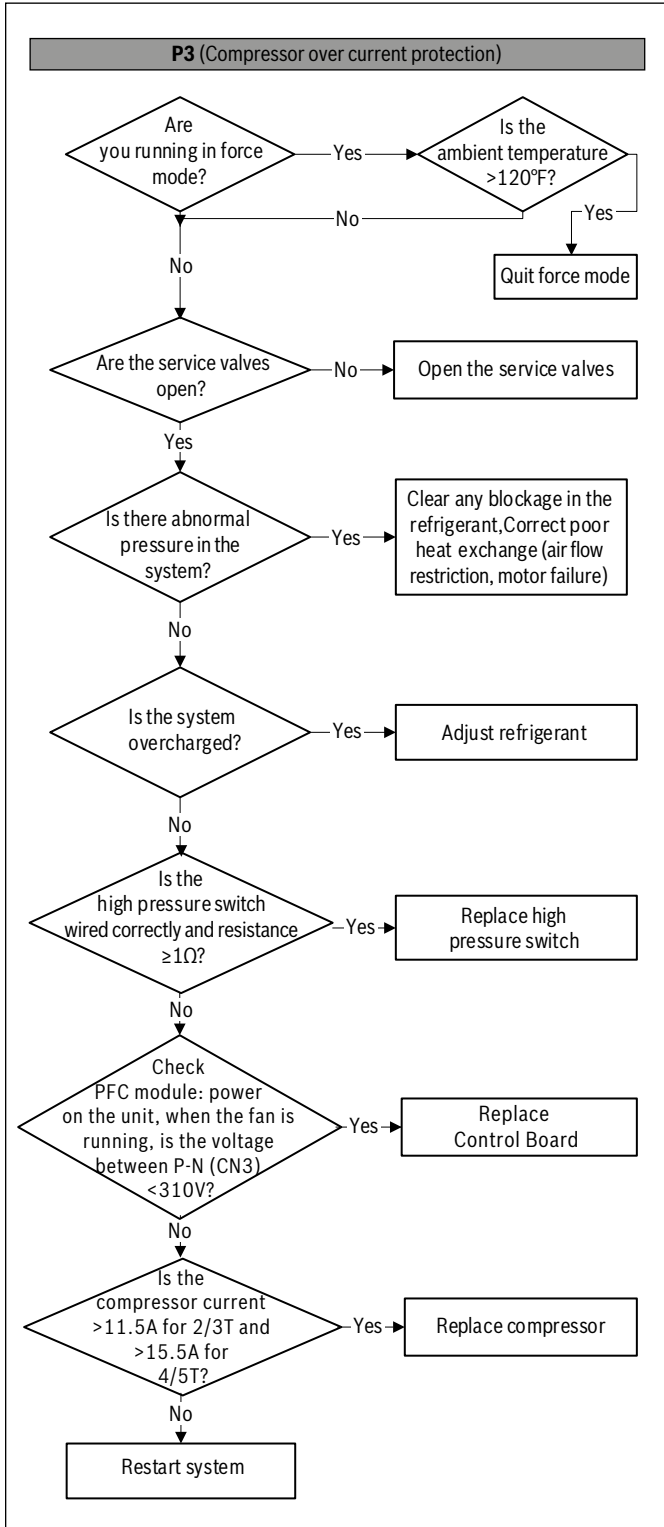 P3 (Compressor over current protection)
Are
you running in force
mode?
Yes
Is the
ambient temperature
>120°F?
No
Yes
No
Quit force mode
Are the service valves
open?
No
Open the service valves
Yes
Is there abnormal
pressure in the
system?
Yes
Clear any blockage in the
refrigerant,Correct poor
heat exchange (air flow
restriction, motor failure)
No
Is the system
overcharged?
Yes
Adjust refrigerant
No
Is the
high pressure switch
wired correctly and resistance
≥1Ω?
Yes
Replace high
pressure switch
No
Check
PFC module: power
on the unit, when the fan is
running, is the voltage
between P-N (CN3)
<310V?
Yes
Replace
Control Board
No
Is the
compressor current
>11.5A for 2/3T and
>15.5A for
4/5T?
Yes
Replace compressor
No
Restart system